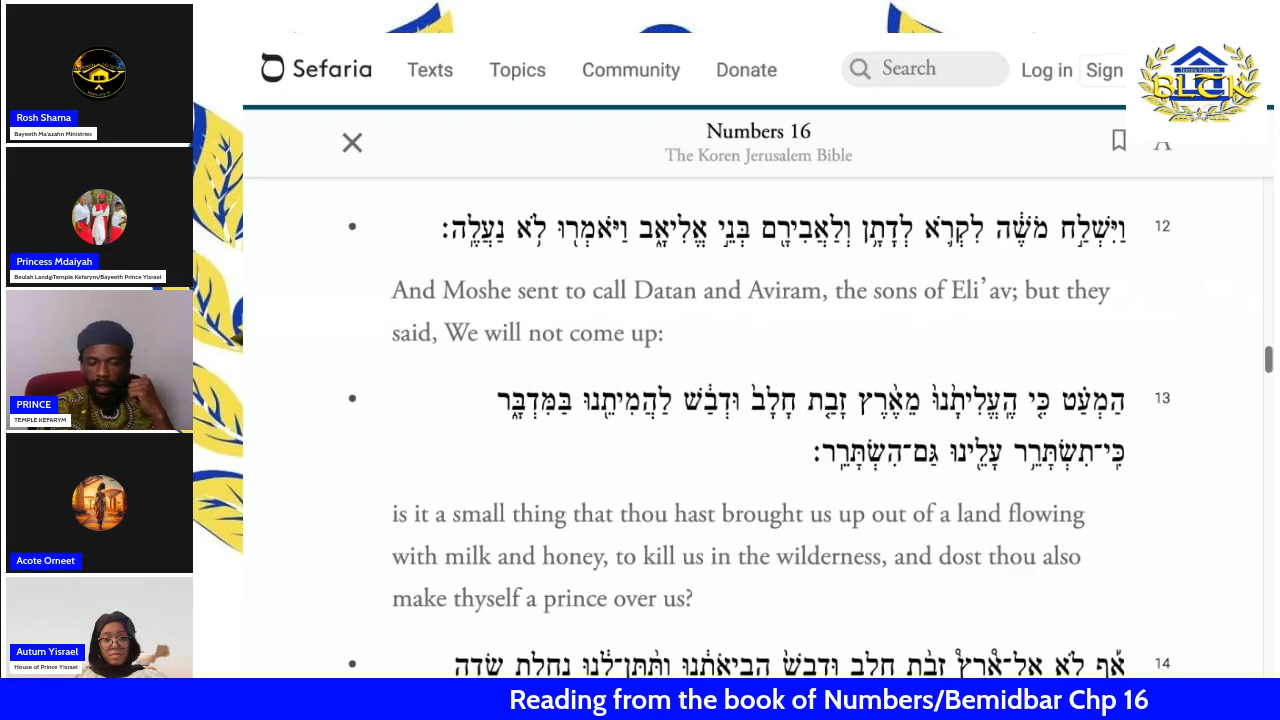 Rosh Shama
Bayeeth Ma'azahn Ministries
Princess Mdaiyah
Beulah Land@Temple Kefarym/Bayeeth Prince Yisrael
PRINCE
TEMPLE KEFARYM
Acote Orneet
Autum Yisrael
House of Prince Yisrael
Sefaria Texts Topics Community Donate Search Log in Sign
Temple Kefarym
BLTK
Numbers 16
The Koren Jerusalem Bible
A
12
וַיִּשְׁלַ֣ח מֹשֶׁ֔ה לִקְרֹ֛א לְדָתָ֥ן וְלַאֲבִירָ֖ם בְּנֵ֣י אֱלִיאָ֑ב וַיֹּאמְר֖וּ לֹ֥א נַעֲלֶֽה׃
And Moshe sent to call Datan and Aviram, the sons of Eli’av; but they
said, We will not come up:
13
הַמְעַ֗ט כִּ֤י הֶֽעֱלִיתָ֙נוּ֙ מֵאֶ֨רֶץ זָבַ֤ת חָלָב֙ וּדְבַ֔שׁ לַהֲמִיתֵ֖נוּ בַּמִּדְבָּ֑ר
כִּֽי־תִשְׂתָּרֵ֥ר עָלֵ֖ינוּ גַּם־הִשְׂתָּרֵֽר׃
is it a small thing that thou hast brought us up out of a land flowing
with milk and honey, to kill us in the wilderness, and dost thou also
make thyself a prince over us?
14
אַ֡ף לֹ֣א אֶל־אֶ֩רֶץ֩ זָבַ֨ת חָלָ֤ב וּדְבַשׁ֙ הֲבִ֣יאֹתָ֔נוּ וַתִּ֨תֶּן־לָ֔נוּ נַחֲלַ֖ת שָׂדֶ֣ה
Reading from the book of Numbers/Bemidbar Chp 16